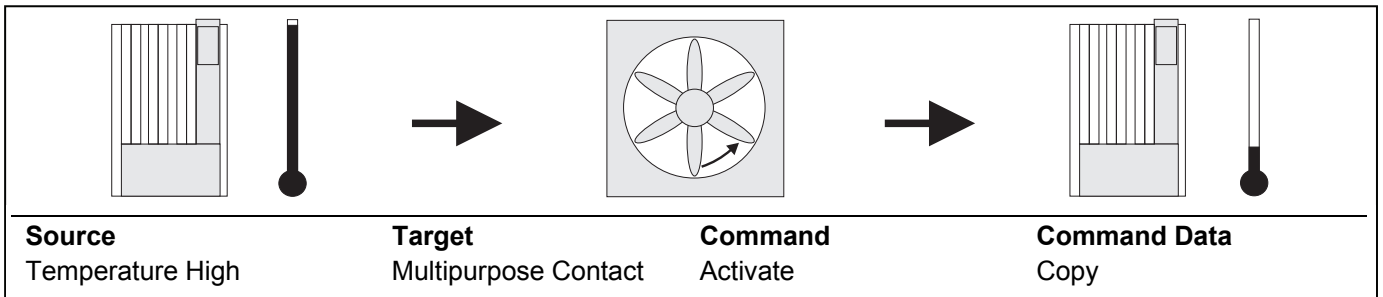 Source Target Command Command Data
Temperature High Multipurpose Contact Activate Copy